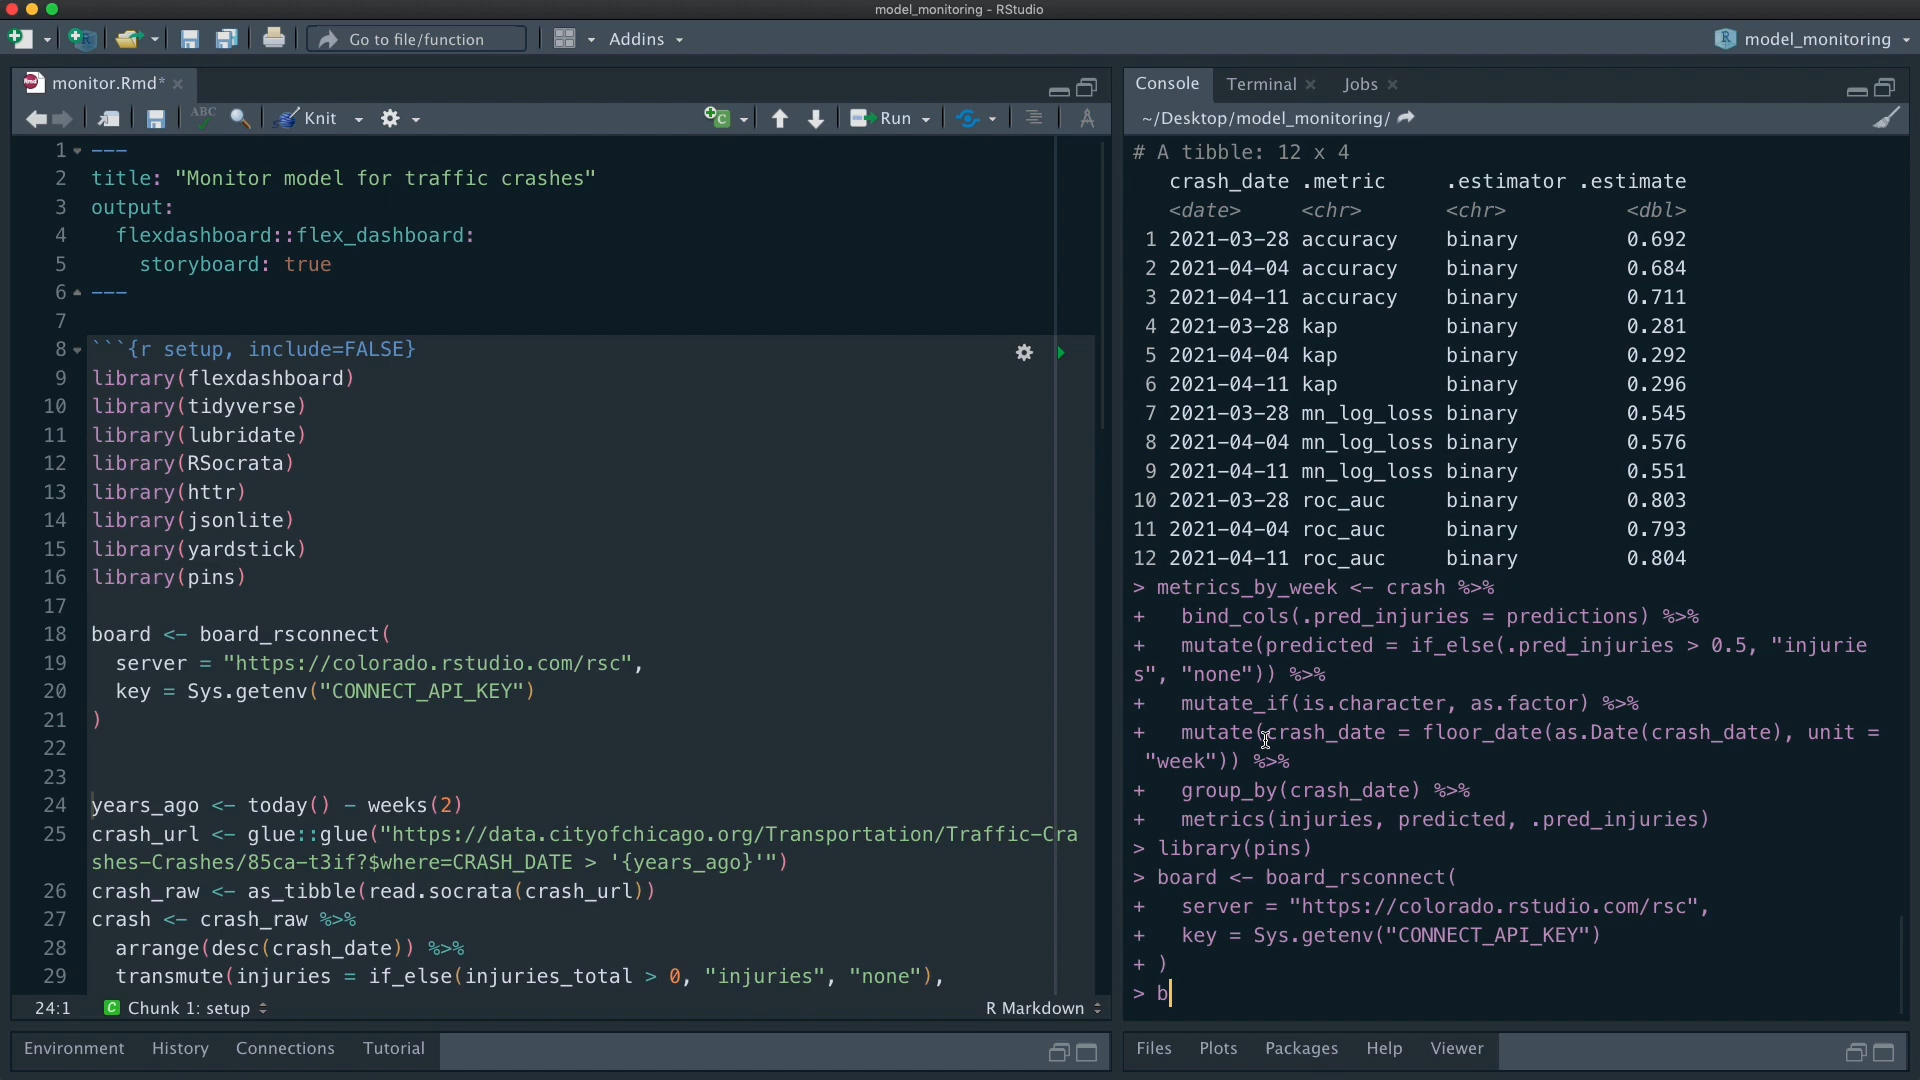 model_monitoring - RStudio
Go to file/function
Addins
model_monitoring
monitor.Rmd*
ABC
Knit
Run
1 ---
2 title: "Monitor model for traffic crashes"
3 output:
4 flexdashboard::flex_dashboard:
5 storyboard: true
6 ---
7
8 ```{r setup, include=FALSE}
9 library(flexdashboard)
10 library(tidyverse)
11 library(lubridate)
12 library(RSocrata)
13 library(httr)
14 library(jsonlite)
15 library(yardstick)
16 library(pins)
17
18 board <- board_rsconnect(
19 server = "https://colorado.rstudio.com/rsc",
20 key = Sys.getenv("CONNECT_API_KEY")
21 )
22
23
24 years_ago <- today() - weeks(2)
25 crash_url <- glue::glue("https://data.cityofchicago.org/Transportation/Traffic-Cra
shes-Crashes/85ca-t3if?$where=CRASH_DATE > '{years_ago}'")
26 crash_raw <- as_tibble(read.socrata(crash_url))
27 crash <- crash_raw %>%
28 arrange(desc(crash_date)) %>%
29 transmute(injuries = if_else(injuries_total > 0, "injuries", "none"),
24:1 C Chunk 1: setup R Markdown
Environment History Connections Tutorial
Console Terminal Jobs
~/Desktop/model_monitoring/
# A tibble: 12 x 4
crash_date .metric .estimator .estimate
<date> <chr> <chr> <dbl>
1 2021-03-28 accuracy binary 0.692
2 2021-04-04 accuracy binary 0.684
3 2021-04-11 accuracy binary 0.711
4 2021-03-28 kap binary 0.281
5 2021-04-04 kap binary 0.292
6 2021-04-11 kap binary 0.296
7 2021-03-28 mn_log_loss binary 0.545
8 2021-04-04 mn_log_loss binary 0.576
9 2021-04-11 mn_log_loss binary 0.551
10 2021-03-28 roc_auc binary 0.803
11 2021-04-04 roc_auc binary 0.793
12 2021-04-11 roc_auc binary 0.804
> metrics_by_week <- crash %>%
+ bind_cols(.pred_injuries = predictions) %>%
+ mutate(predicted = if_else(.pred_injuries > 0.5, "injurie
s", "none")) %>%
+ mutate_if(is.character, as.factor) %>%
+ mutate(crash_date = floor_date(as.Date(crash_date), unit =
"week")) %>%
+ group_by(crash_date) %>%
+ metrics(injuries, predicted, .pred_injuries)
> library(pins)
> board <- board_rsconnect(
+ server = "https://colorado.rstudio.com/rsc",
+ key = Sys.getenv("CONNECT_API_KEY")
+ )
> b
Files Plots Packages Help Viewer